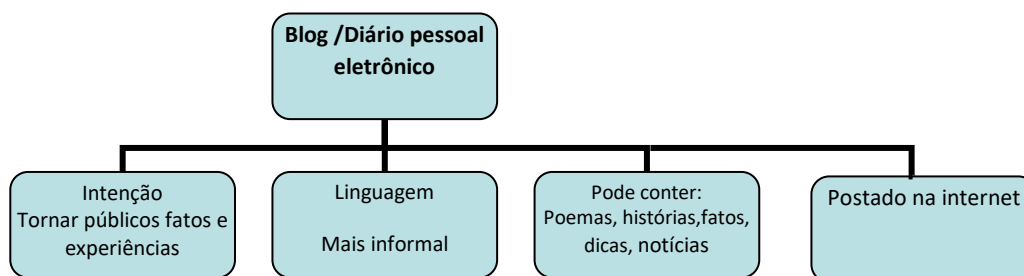 Blog /Diário pessoal
eletrônico
Intenção
Tornar públicos fatos e
experiências
Linguagem
Mais informal
Pode conter:
Poemas, histórias,fatos,
dicas, notícias
Postado na internet